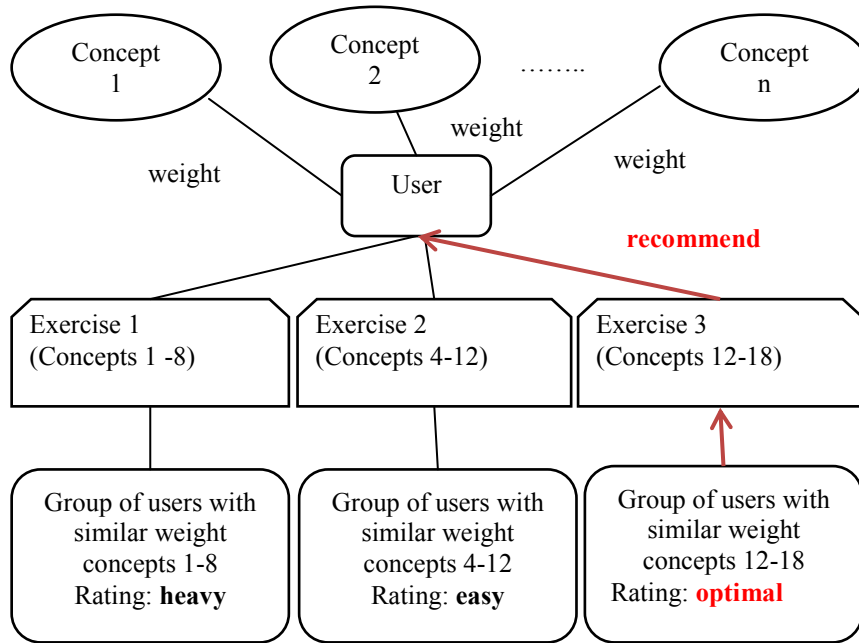 Concept
1
Concept
2
……..
Concept
n
weight
weight
weight
User
recommend
Exercise 1
(Concepts 1 -8)
Exercise 2
(Concepts 4-12)
Exercise 3
(Concepts 12-18)
Group of users with
similar weight
concepts 1-8
Rating: heavy
Group of users with
similar weight
concepts 4-12
Rating: easy
Group of users with
similar weight
concepts 12-18
Rating: optimal